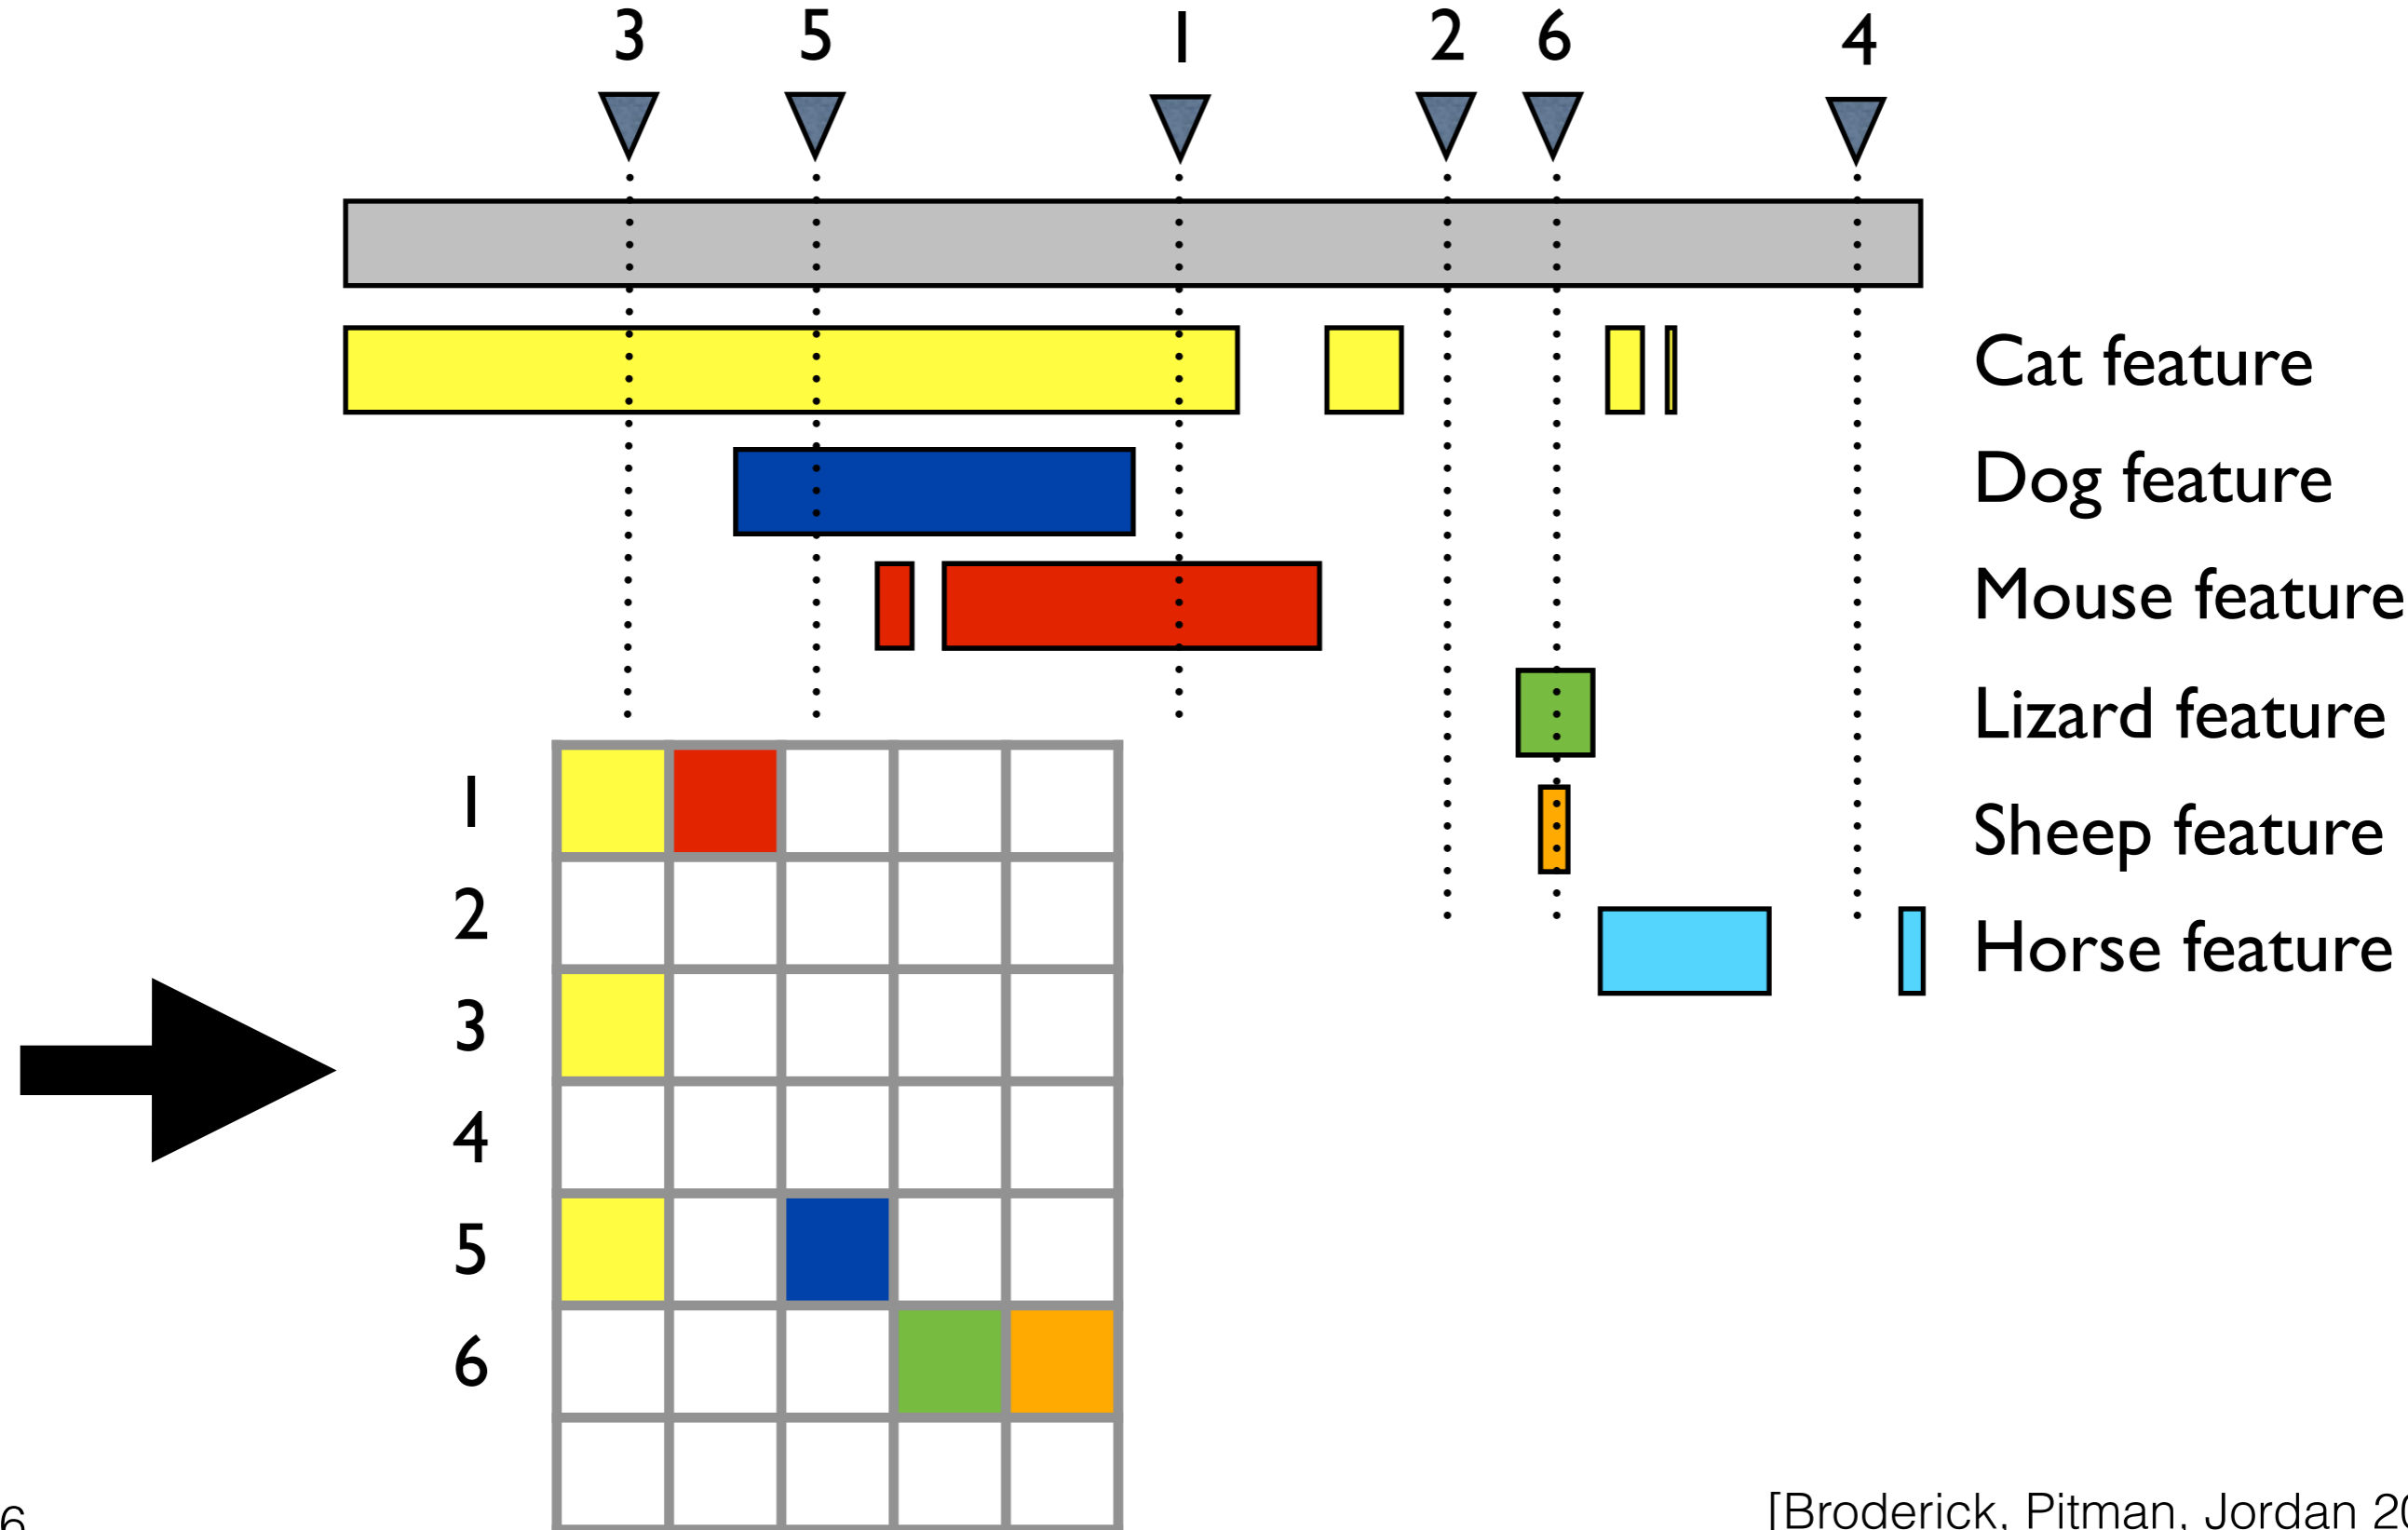 3 5 1 2 6 4
Cat feature
Dog feature
Mouse feature
Lizard feature
Sheep feature
Horse feature
1
2
3
4
5
6
6
[Broderick, Pitman, Jordan